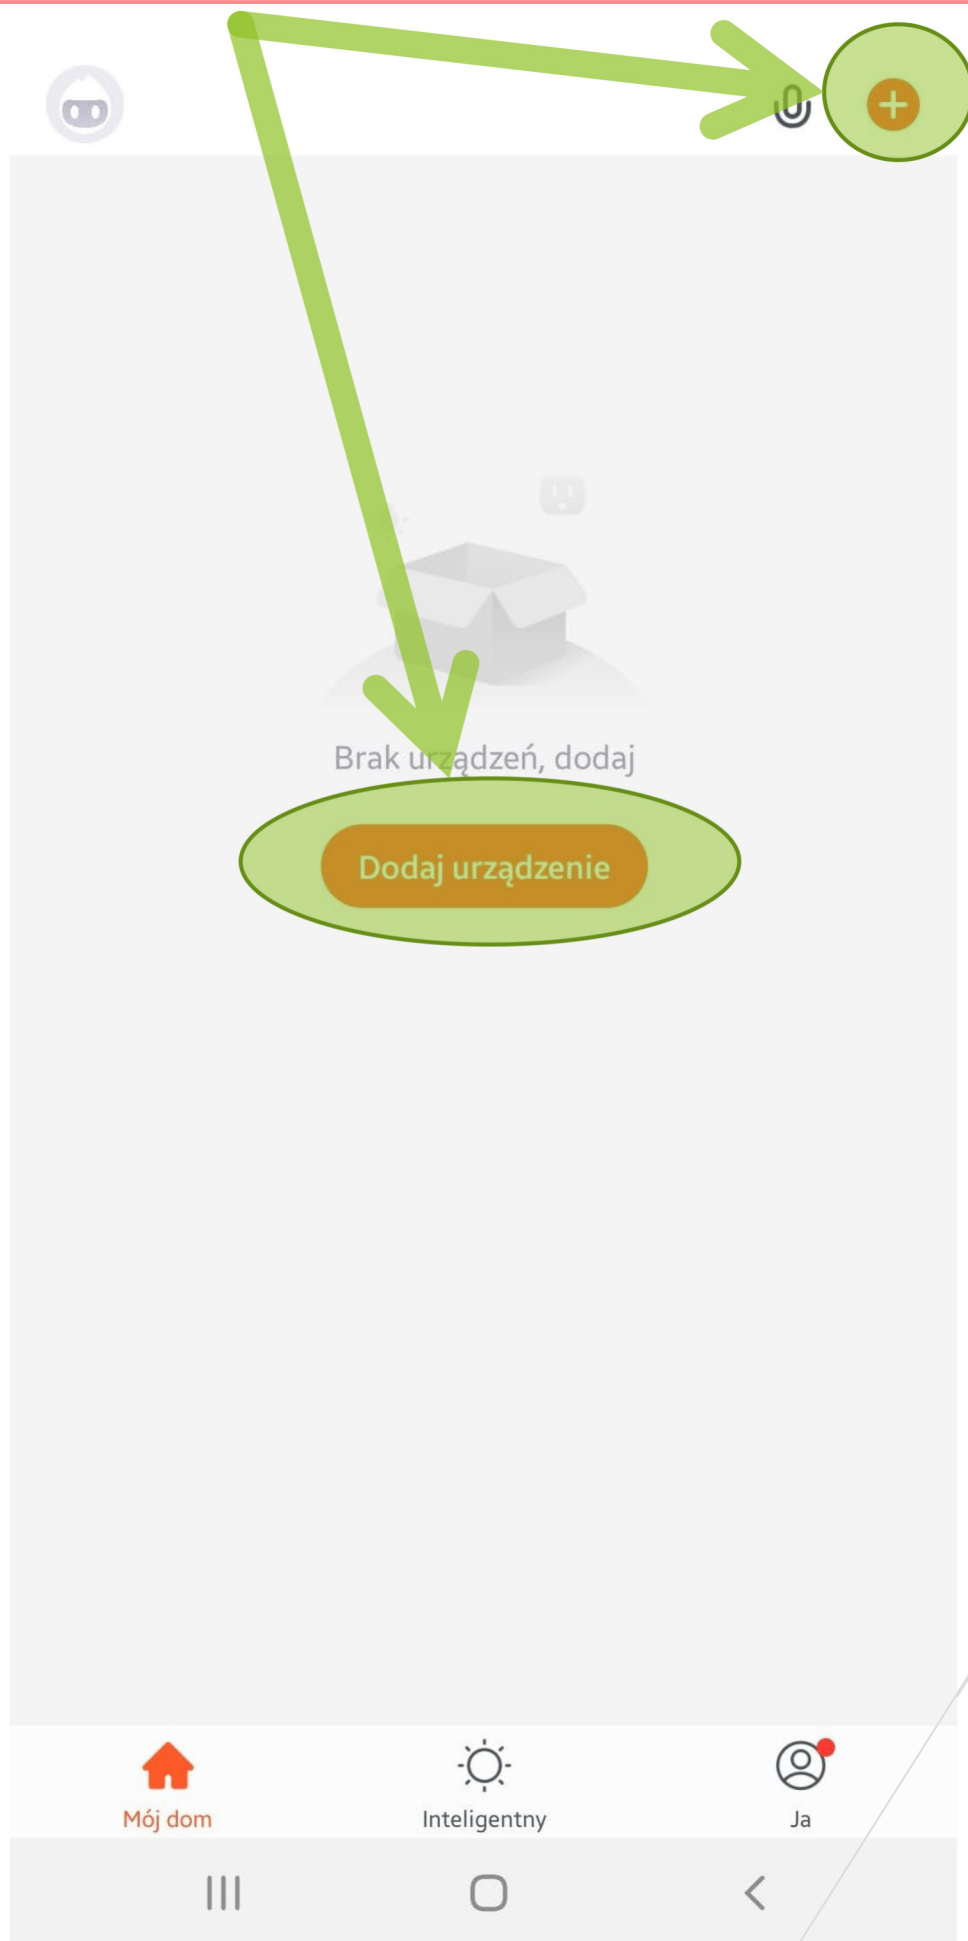 Brak urządzeń, dodaj
Dodaj urządzenie
Mój dom
Inteligentny
Ja